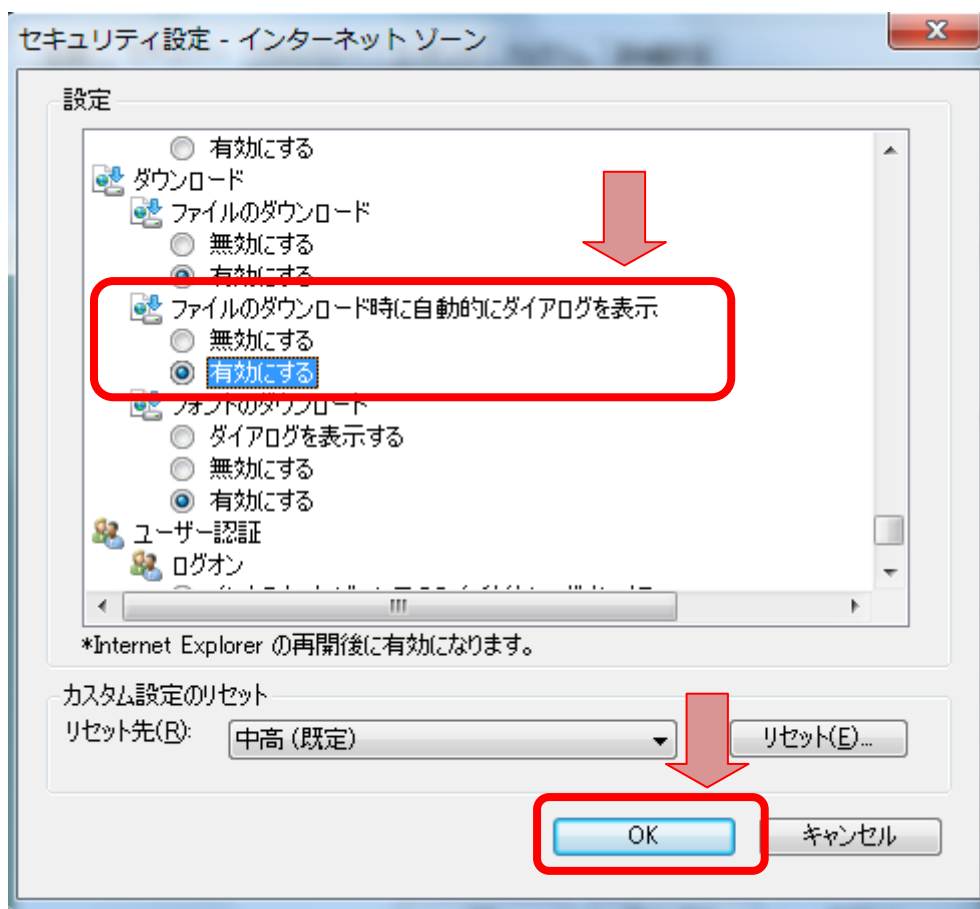 セキュリティ設定 - インターネット ゾーン
設定
有効にする
ダウンロード
ファイルのダウンロード
無効にする
有効にする
ファイルのダウンロード時に自動的にダイアログを表示
無効にする
有効にする
フォントのダウンロード
ダイアログを表示する
無効にする
有効にする
ユーザー認証
ログオン
*Internet Explorer の再開後に有効になります。
カスタム設定のリセット
リセット先(R): 中高 (既定) リセット(E)...
OK キャンセル